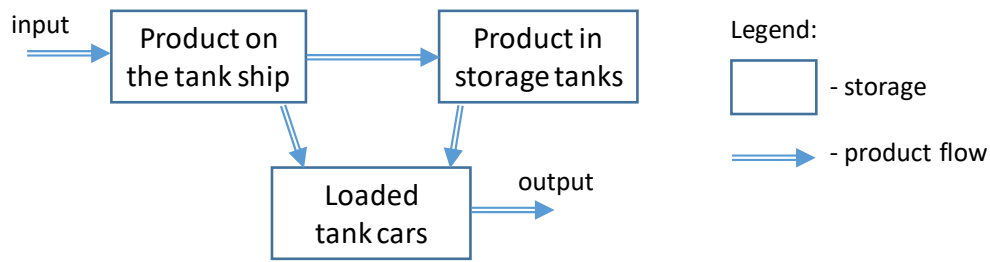 input
Product on
the tank ship
Product in
storage tanks
Loaded
tank cars
output
Legend:
- storage
- product flow